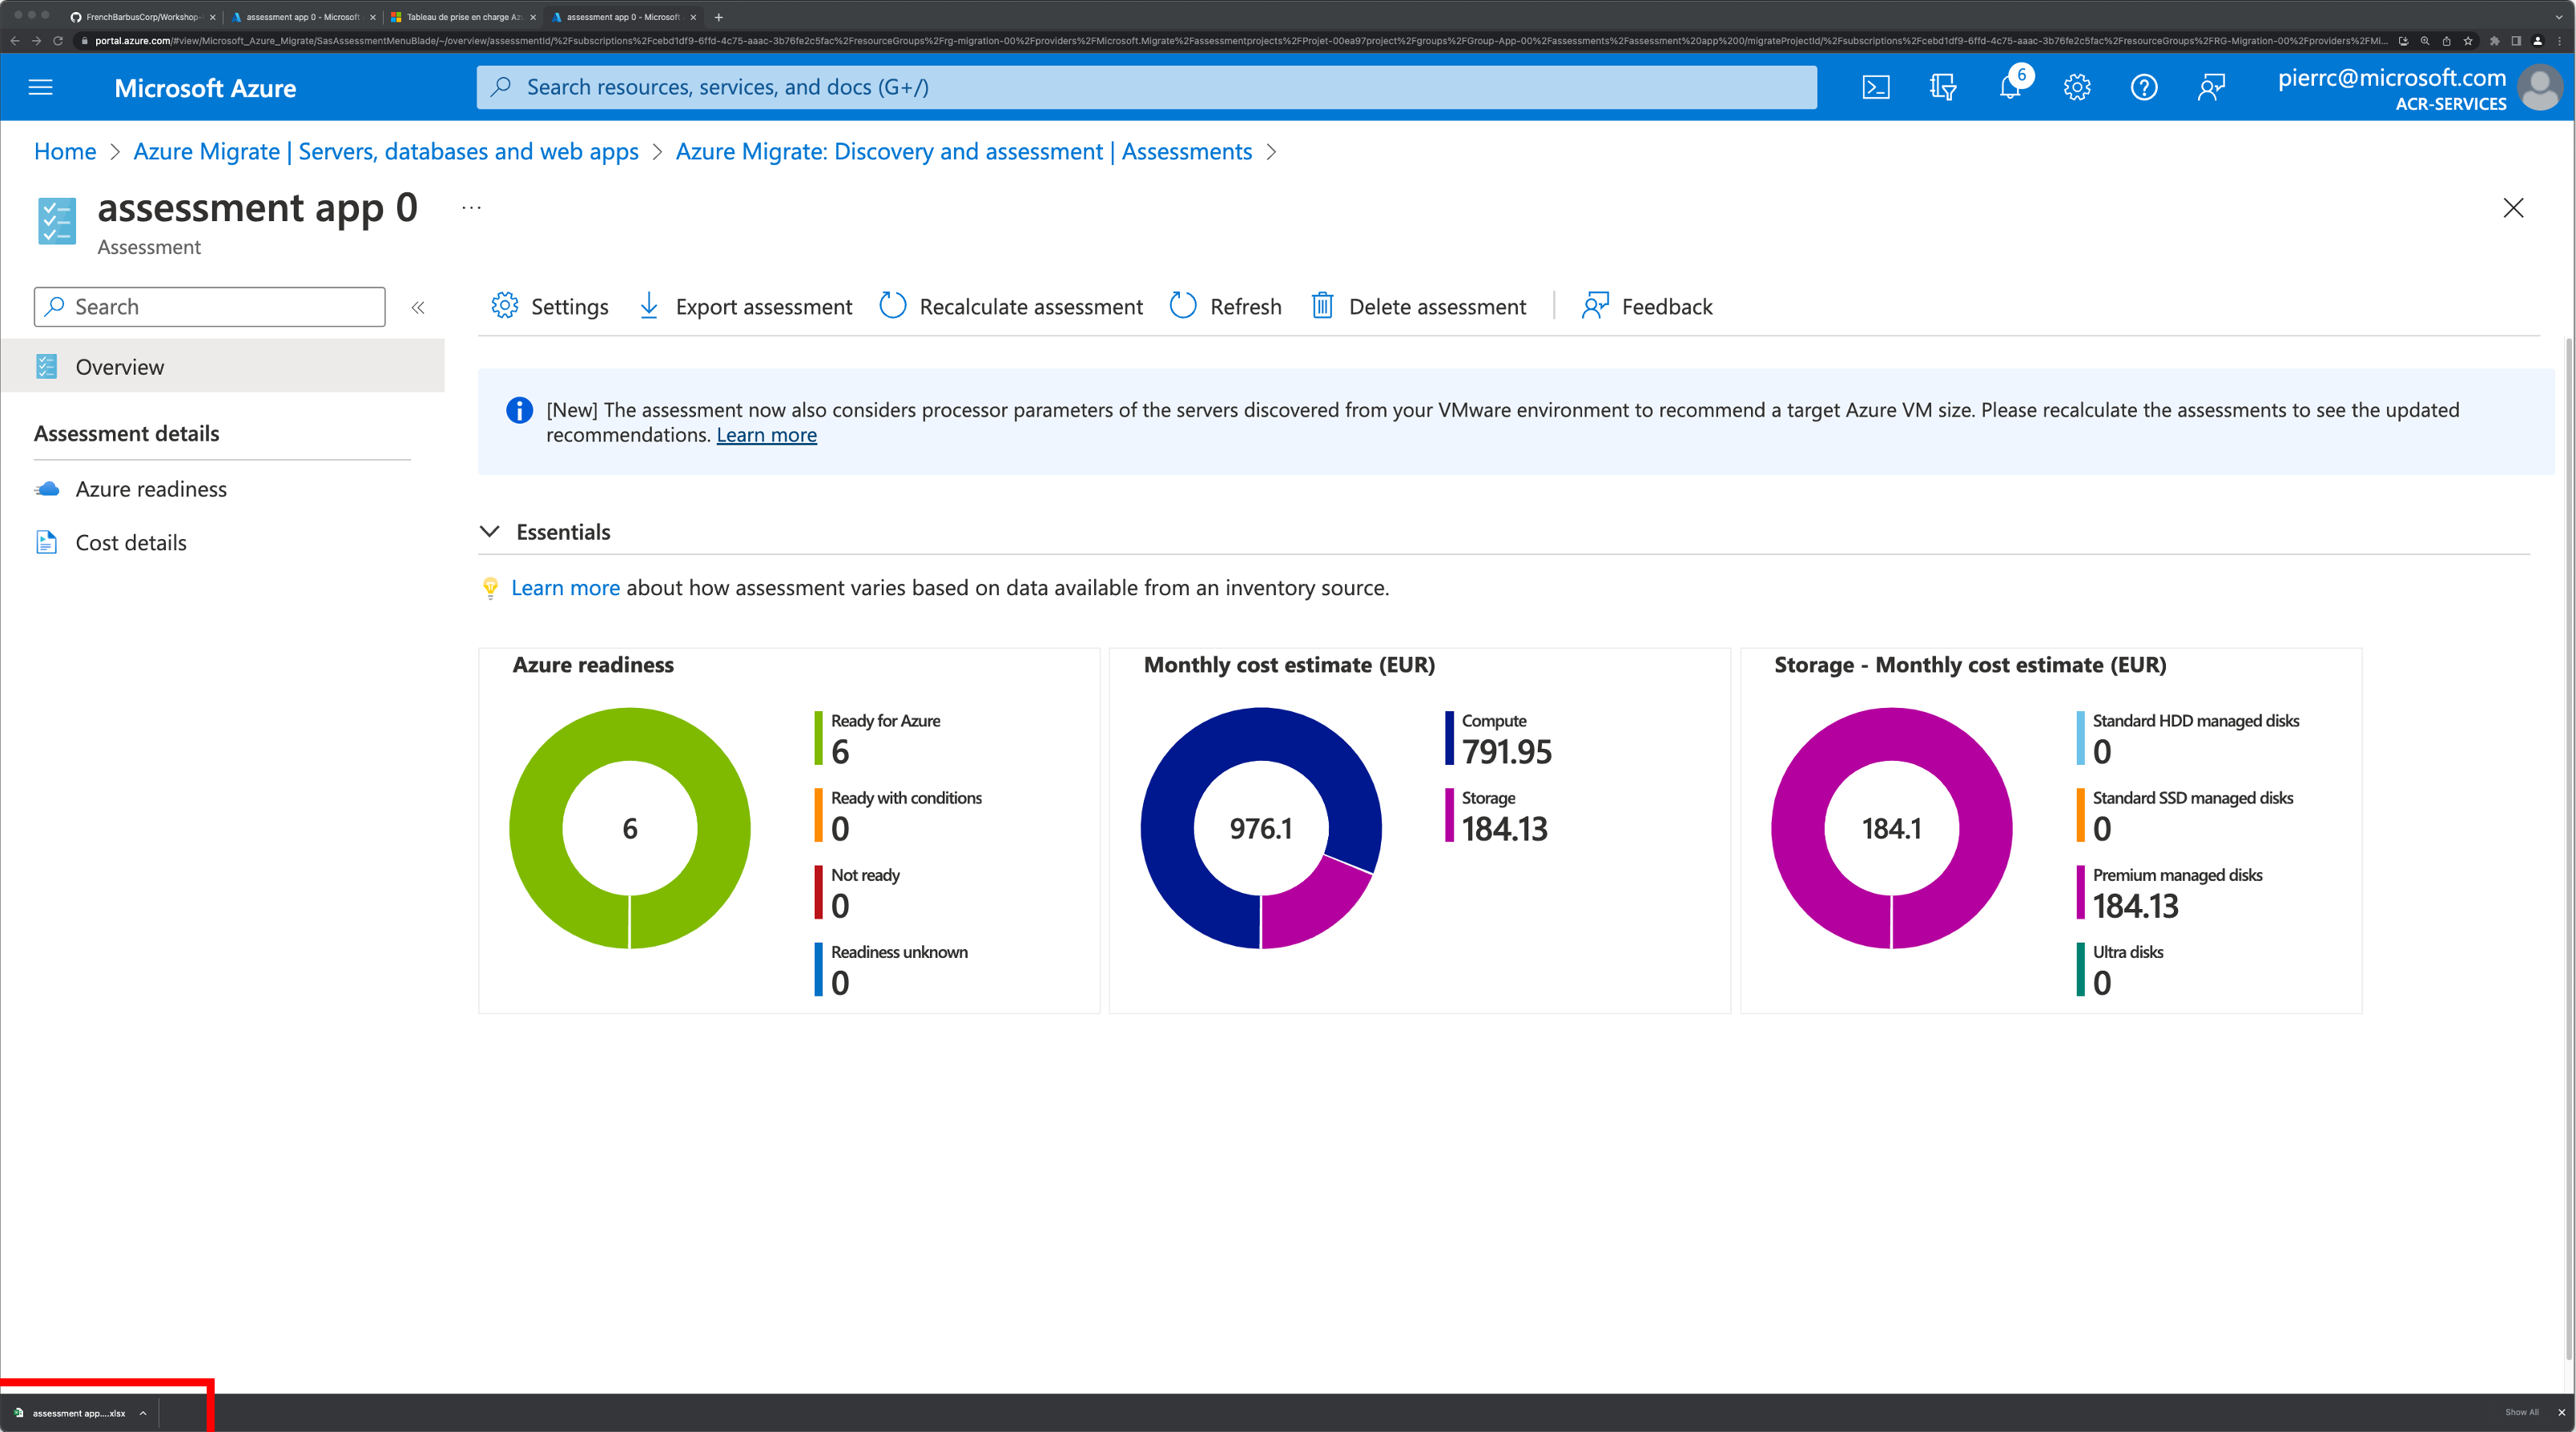 FrenchBarbusCorp/Workshop-
assessment app 0 - Microsoft
Tableau de prise en charge Az
assessment app 0 - Microsoft
portal.azure.com/#view/Microsoft_Azure_Migrate/SasAssessmentMenuBlade/~/overview/assessmentId/%2Fsubscriptions%2Fcebd1df9-6ffd-4c75-aaac-3b76fe2c5fac%2FresourceGroups%2Frg-migration-00%2Fproviders%2FMicrosoft.Migrate%2Fassessmentprojects%2FProjet-00ea97project%2Fgroups%2FGroup-App-00%2Fassessments%2Fassessment%20app%200/migrateProjectId/%2Fsubscriptions%2Fcebd1df9-6ffd-4c75-aaac-3b76fe2c5fac%2FresourceGroups%2FRG-Migration-00%2Fproviders%2FMi...
Microsoft Azure
Search resources, services, and docs (G+/)
6
pierrc@microsoft.com
ACR-SERVICES
Home > Azure Migrate | Servers, databases and web apps > Azure Migrate: Discovery and assessment | Assessments >
assessment app 0 ...
Assessment
Search
«
Overview
Assessment details
Azure readiness
Cost details
Settings
Export assessment
Recalculate assessment
Refresh
Delete assessment
Feedback
[New] The assessment now also considers processor parameters of the servers discovered from your VMware environment to recommend a target Azure VM size. Please recalculate the assessments to see the updated
recommendations. Learn more
Essentials
Learn more about how assessment varies based on data available from an inventory source.
Azure readiness
6
Ready for Azure
6
Ready with conditions
0
Not ready
0
Readiness unknown
0
Monthly cost estimate (EUR)
976.1
Compute
791.95
Storage
184.13
Storage - Monthly cost estimate (EUR)
184.1
Standard HDD managed disks
0
Standard SSD managed disks
0
Premium managed disks
184.13
Ultra disks
0
assessment app....xlsx
Show All